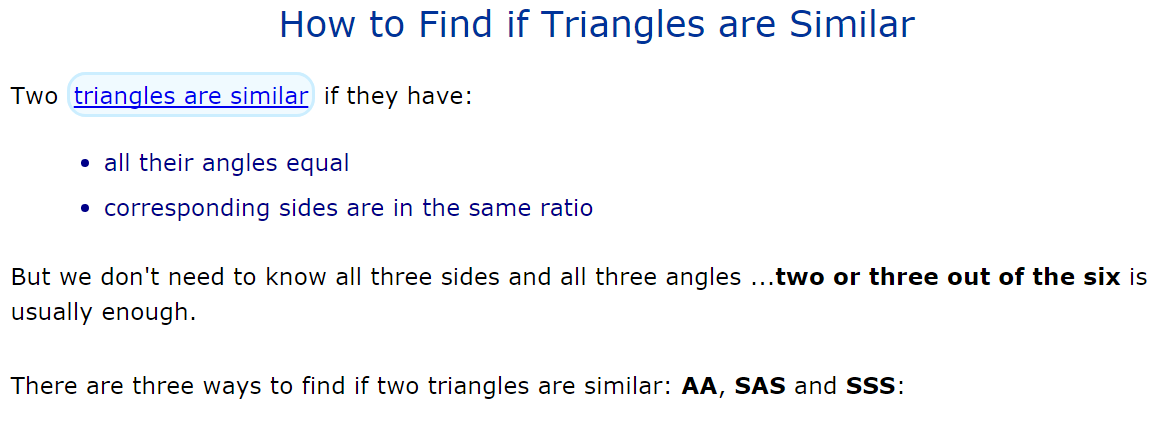 How to Find if Triangles are Similar
Two triangles are similar if they have:
• all their angles equal
• corresponding sides are in the same ratio
But we don't need to know all three sides and all three angles ...two or three out of the six is
usually enough.
There are three ways to find if two triangles are similar: AA, SAS and SSS: